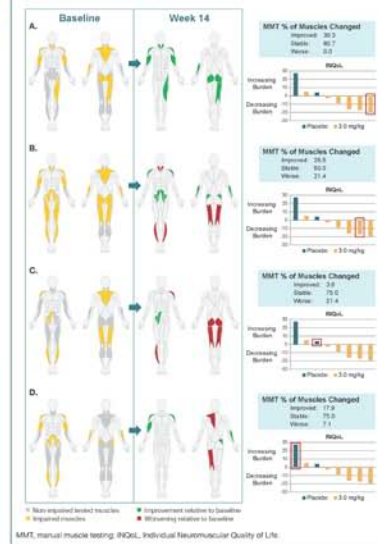 Baseline
Week 14
A.
MMT % of Muscles Changed
Improved: 39.3
Stable: 60.7
Worse: 0.0
INQoL
Increasing
Burden
Decreasing
Burden
Placebo 3.0 mg/kg
B.
MMT % of Muscles Changed
Stable: 50.0
Worse: 21.4
INQoL
Increasing
Burden
Decreasing
Burden
Placebo 3.0 mg/kg
C.
MMT % of Muscles Changed
Improved: 3.6
Stable: 75.0
Worse: 21.4
INQoL
Increasing
Burden
Decreasing
Burden
Placebo 3.0 mg/kg
D.
MMT % of Muscles Changed
Improved: 17.9
Stable: 75.0
Worse: 7.1
INQoL
Increasing
Burden
Decreasing
Burden
Placebo 3.0 mg/kg
Non-impaired tested muscles
Improvement relative to baseline
Impaired muscles
Worsening relative to baseline
MMT, manual muscle testing; INQoL, Individual Neuromuscular Quality of Life.